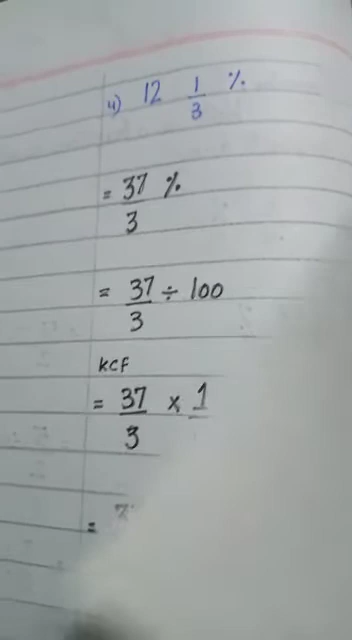 4) 12 1/3 %
= 37/3 %
= 37/3 ÷ 100
KCF
= 37/3 × 1
=